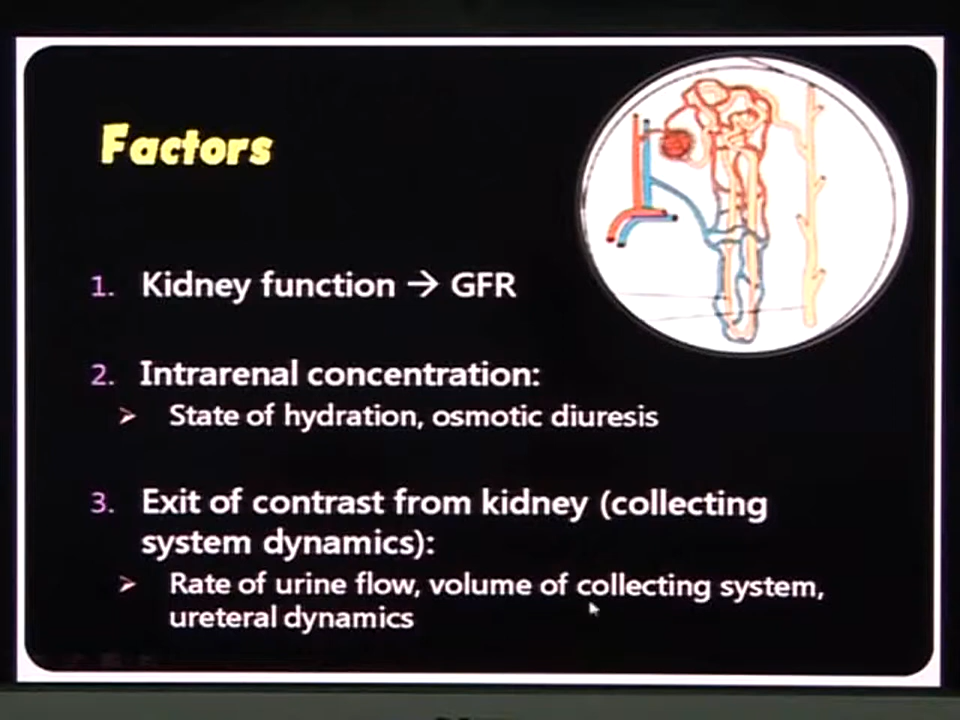 Factors
1. Kidney function → GFR
2. Intrarenal concentration:
➢ State of hydration, osmotic diuresis
3. Exit of contrast from kidney (collecting
system dynamics):
➢ Rate of urine flow, volume of collecting system,
ureteral dynamics